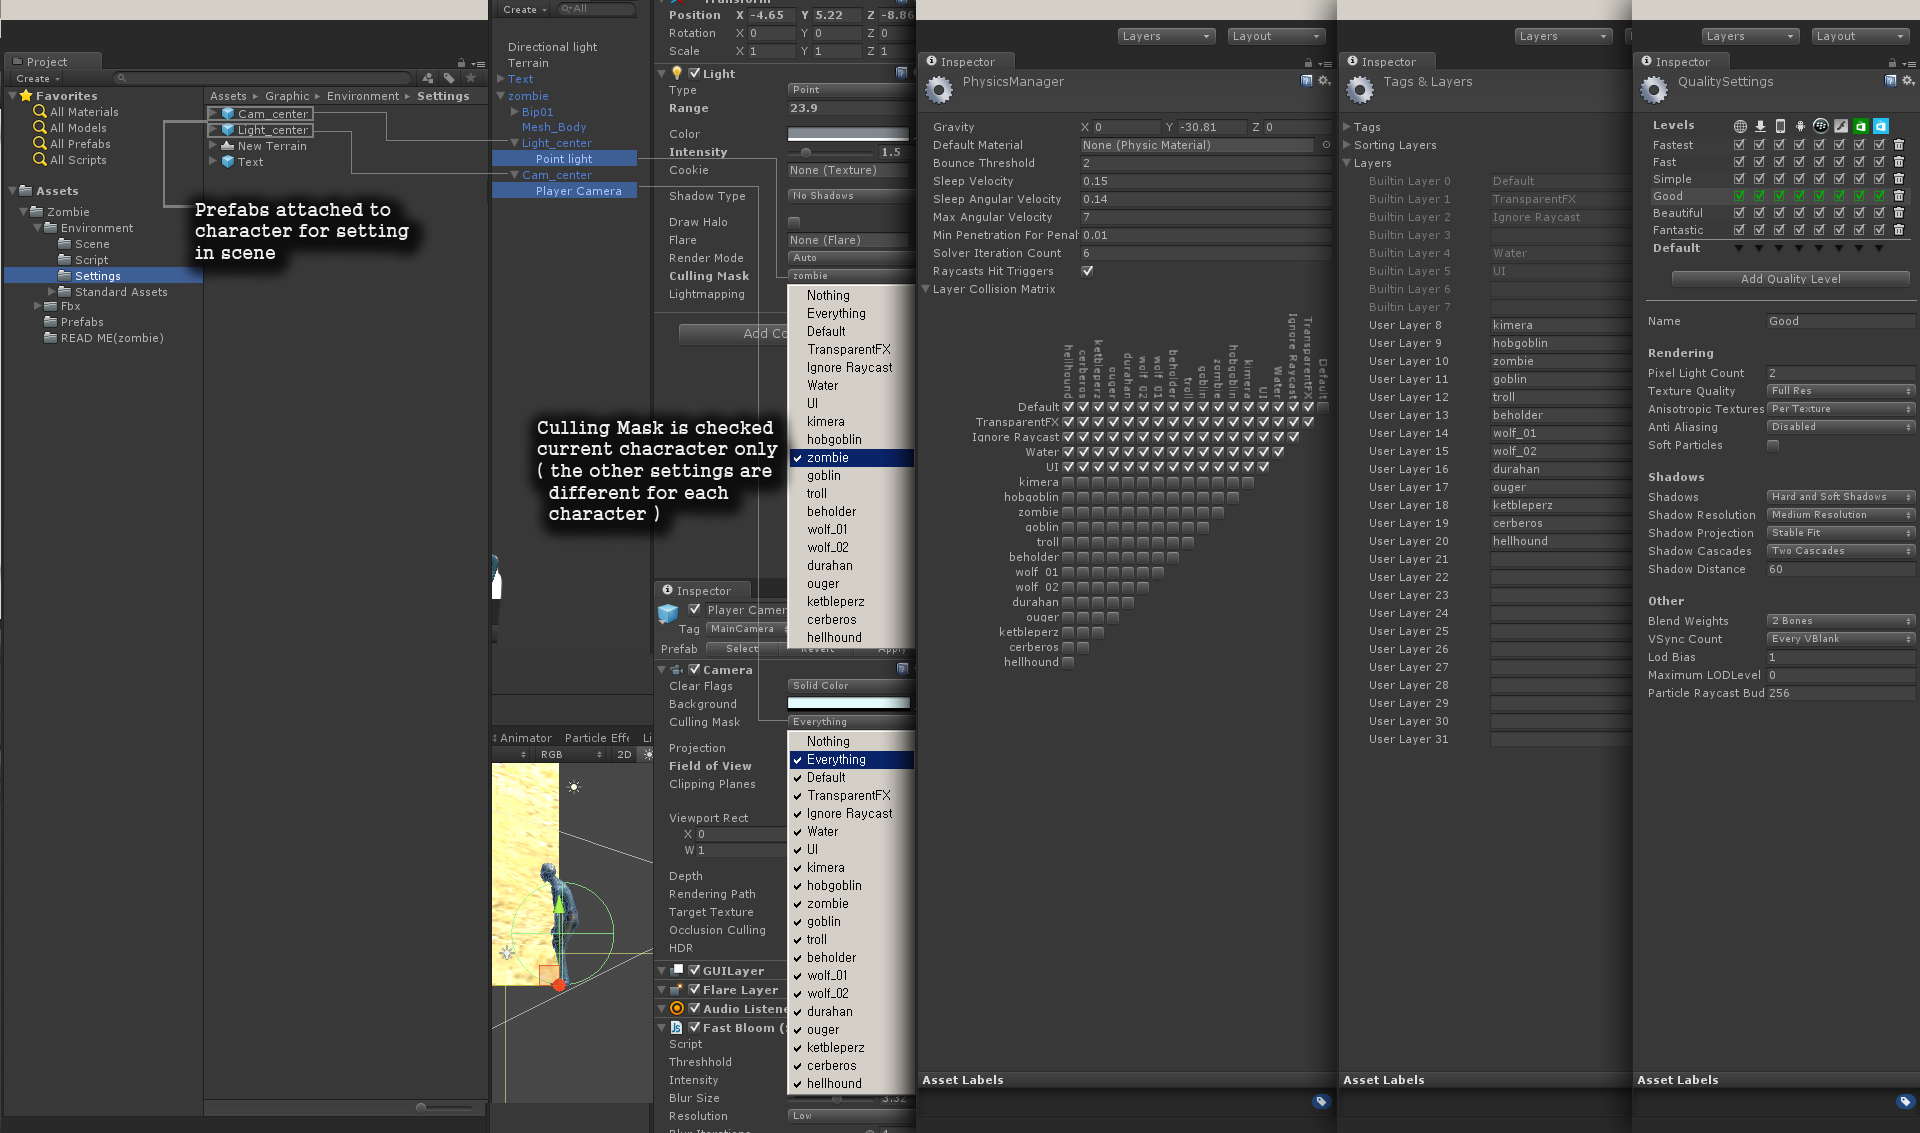 Project
Create
Favorites
All Materials
All Models
All Prefabs
All Scripts
Assets
Zombie
Environment
Scene
Script
Settings
Standard Assets
Fbx
Prefabs
READ ME(zombie)
Assets ▸ Graphic ▸ Environment ▸ Settings
Cam_center
Light_center
New Terrain
Text
Prefabs attached to
character for setting
in scene
Create
All
Directional light
Terrain
Text
zombie
Bip01
Mesh_Body
Light_center
Point light
Cam_center
Player Camera
Culling Mask is checked
current chacracter only
( the other settings are
different for each
character )
Animator Particle Effe Li
RGB 2D
Transform
Position X -4.65 Y 5.22 Z -8.86
Rotation X 0 Y 0 Z 0
Scale X 1 Y 1 Z 1
Light
Type Point
Range 23.9
Color
Intensity 1.5
Cookie None (Texture)
Shadow Type No Shadows
Draw Halo
Flare None (Flare)
Render Mode Auto
Culling Mask zombie
Lightmapping
Add Co
Nothing
Everything
Default
TransparentFX
Ignore Raycast
Water
UI
kimera
hobgoblin
zombie
goblin
troll
beholder
wolf_01
wolf_02
durahan
ouger
ketbleperz
cerberos
hellhound
Inspector
Player Camer
Tag MainCamera
Prefab Select Revert Apply
Camera
Clear Flags Solid Color
Background
Culling Mask Everything
Projection
Field of View
Clipping Planes
Viewport Rect
X 0
W 1
Depth
Rendering Path
Target Texture
Occlusion Culling
HDR
GUILayer
Flare Layer
Audio Listene
Fast Bloom (
Script
Threshhold
Intensity
Blur Size 3.32
Resolution Low
Blur Iterations
Nothing
Everything
Default
TransparentFX
Ignore Raycast
Water
UI
kimera
hobgoblin
zombie
goblin
troll
beholder
wolf_01
wolf_02
durahan
ouger
ketbleperz
cerberos
hellhound
Layers Layout
Inspector
PhysicsManager
Gravity X 0 Y -30.81 Z 0
Default Material None (Physic Material)
Bounce Threshold 2
Sleep Velocity 0.15
Sleep Angular Velocity 0.14
Max Angular Velocity 7
Min Penetration For Penal 0.01
Solver Iteration Count 6
Raycasts Hit Triggers
Layer Collision Matrix
hellhound
cerberos
ketbleperz
ouger
durahan
wolf 02
wolf 01
beholder
troll
goblin
zombie
hobgoblin
kimera
UI
Water
Ignore Raycast
TransparentFX
Default
Default
TransparentFX
Ignore Raycast
Water
UI
kimera
hobgoblin
zombie
goblin
troll
beholder
wolf 01
wolf 02
durahan
ouger
ketbleperz
cerberos
hellhound
Asset Labels
Layers
Inspector
Tags & Layers
Tags
Sorting Layers
Layers
Builtin Layer 0 Default
Builtin Layer 1 TransparentFX
Builtin Layer 2 Ignore Raycast
Builtin Layer 3
Builtin Layer 4 Water
Builtin Layer 5 UI
Builtin Layer 6
Builtin Layer 7
User Layer 8 kimera
User Layer 9 hobgoblin
User Layer 10 zombie
User Layer 11 goblin
User Layer 12 troll
User Layer 13 beholder
User Layer 14 wolf_01
User Layer 15 wolf_02
User Layer 16 durahan
User Layer 17 ouger
User Layer 18 ketbleperz
User Layer 19 cerberos
User Layer 20 hellhound
User Layer 21
User Layer 22
User Layer 23
User Layer 24
User Layer 25
User Layer 26
User Layer 27
User Layer 28
User Layer 29
User Layer 30
User Layer 31
Asset Labels
Layers Layout
Inspector
QualitySettings
Levels
Fastest
Fast
Simple
Good
Beautiful
Fantastic
Default
Add Quality Level
Name Good
Rendering
Pixel Light Count 2
Texture Quality Full Res
Anisotropic Textures Per Texture
Anti Aliasing Disabled
Soft Particles
Shadows
Shadows Hard and Soft Shadows
Shadow Resolution Medium Resolution
Shadow Projection Stable Fit
Shadow Cascades Two Cascades
Shadow Distance 60
Other
Blend Weights 2 Bones
VSync Count Every VBlank
Lod Bias 1
Maximum LODLevel 0
Particle Raycast Bud 256
Asset Labels